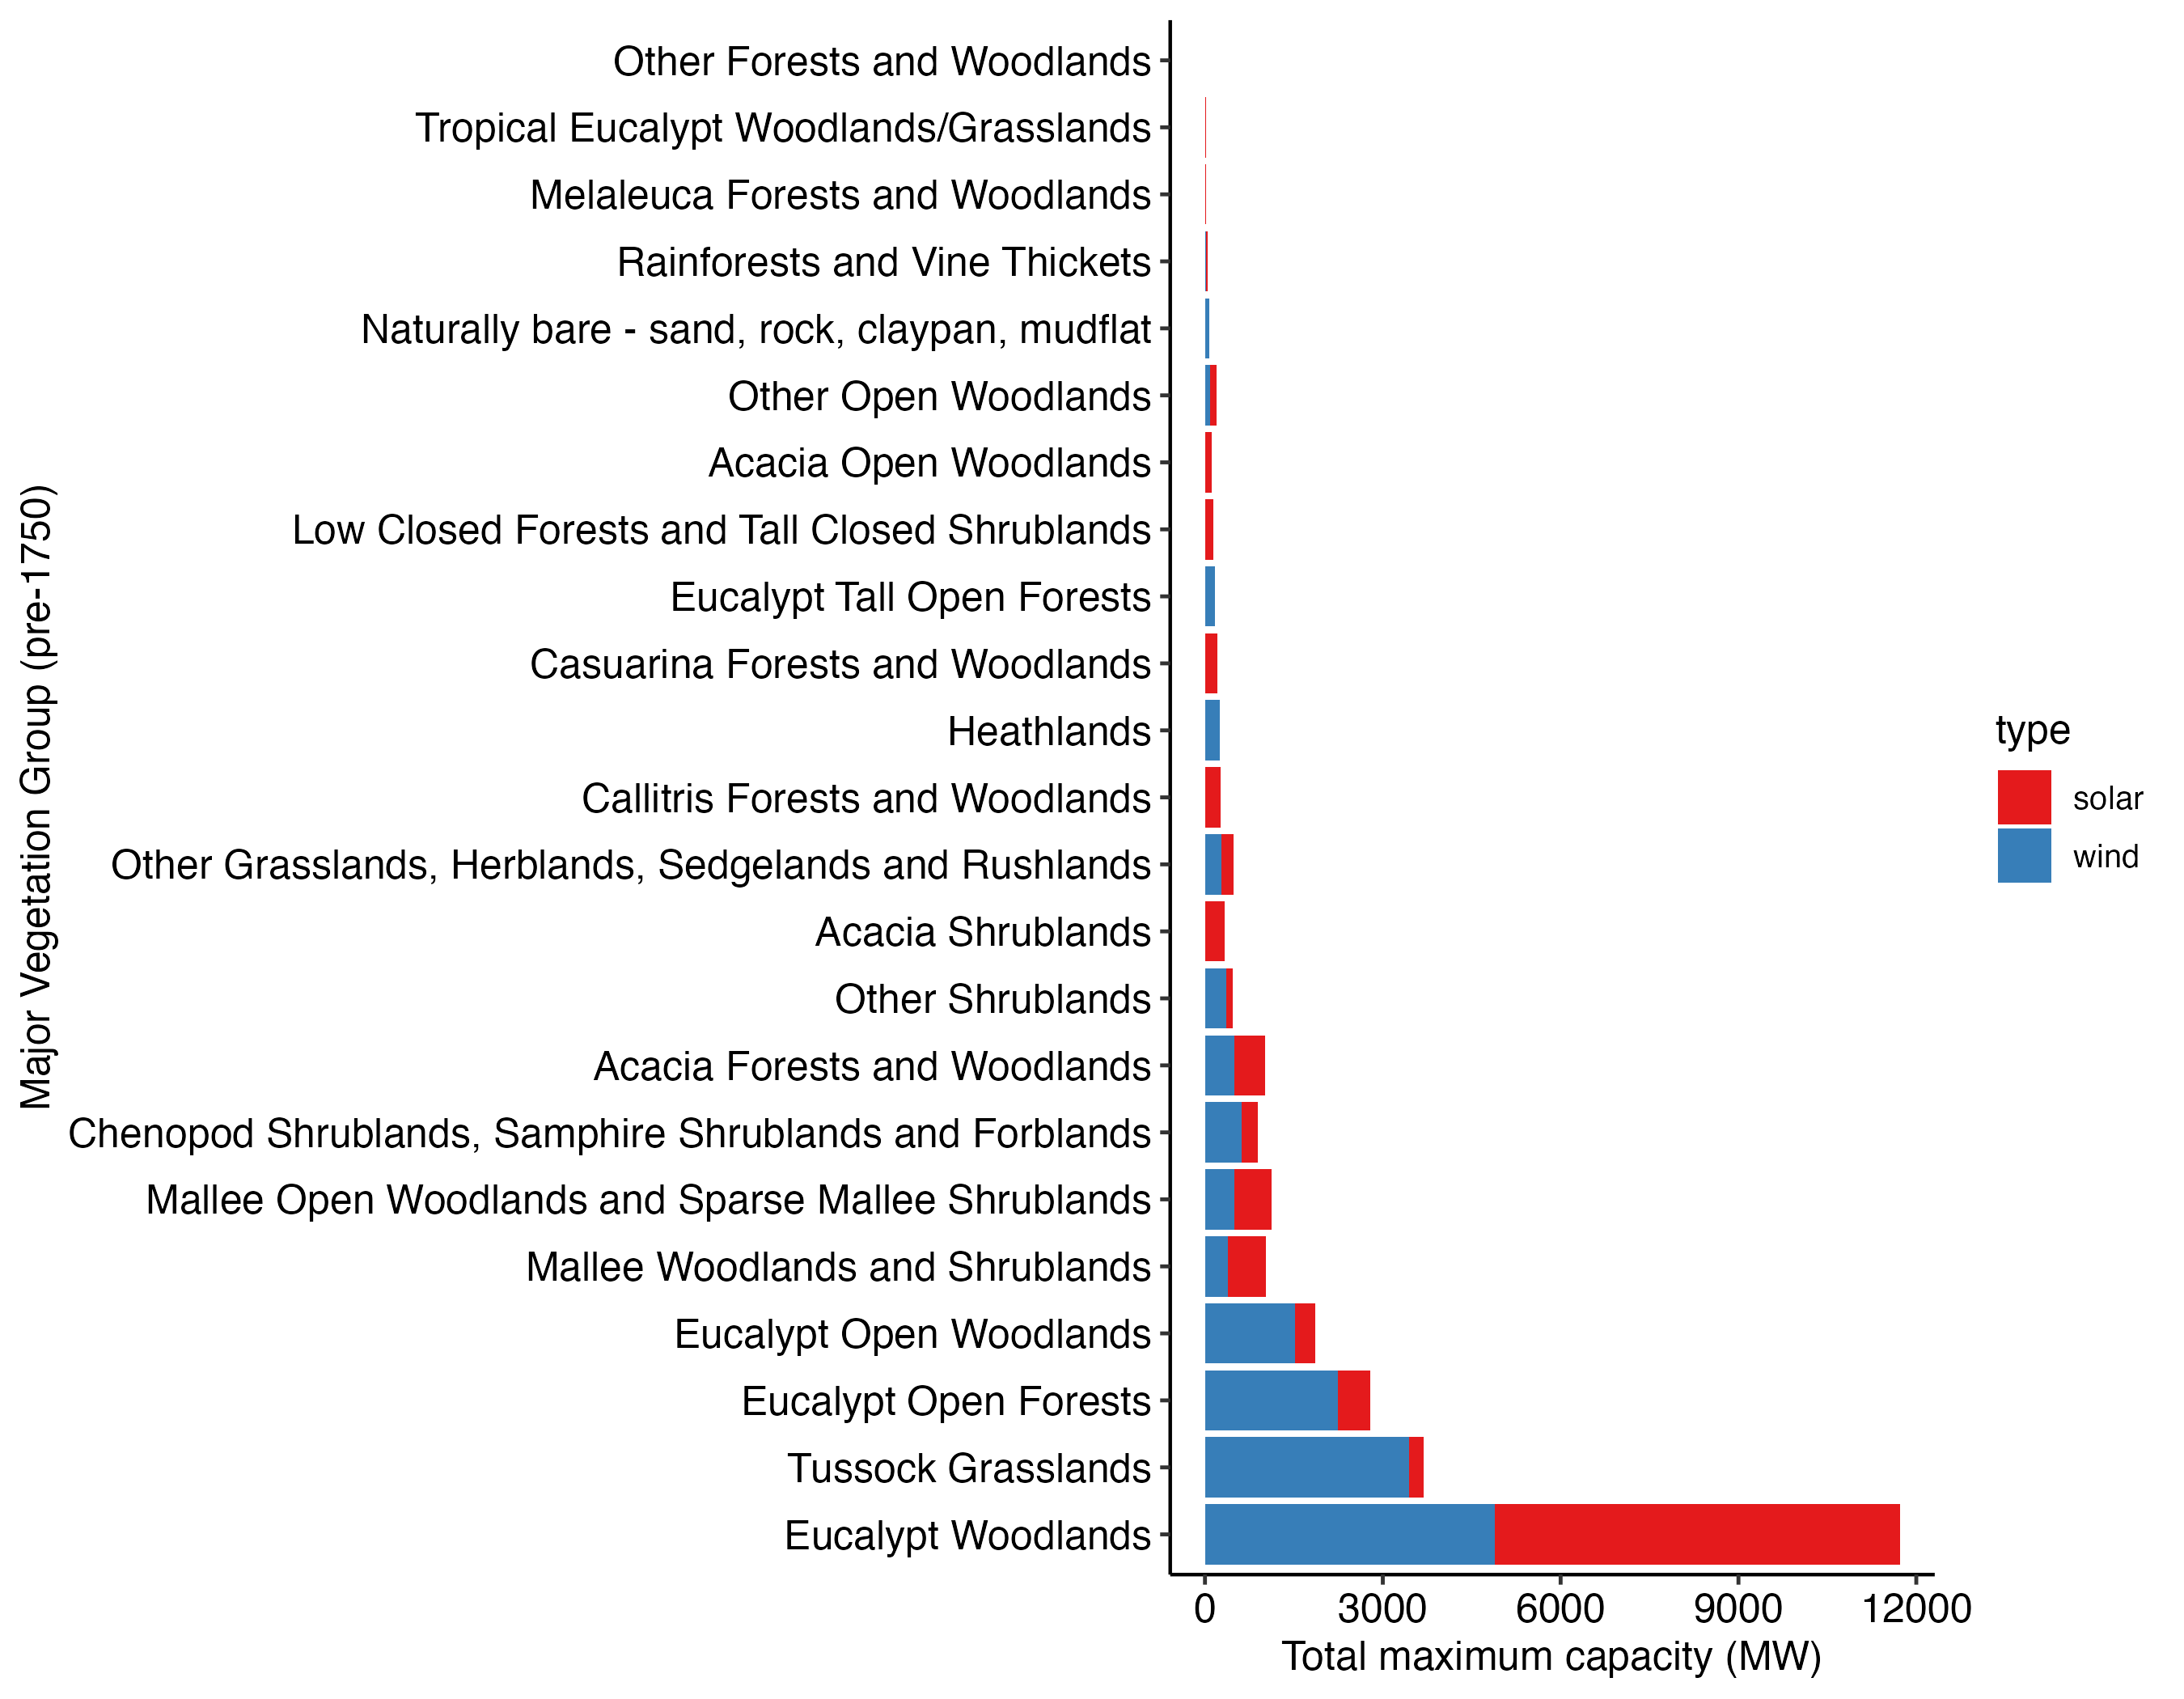 Major Vegetation Group (pre-1750)
Other Forests and Woodlands
Tropical Eucalypt Woodlands/Grasslands
Melaleuca Forests and Woodlands
Rainforests and Vine Thickets
Naturally bare - sand, rock, claypan, mudflat
Other Open Woodlands
Acacia Open Woodlands
Low Closed Forests and Tall Closed Shrublands
Eucalypt Tall Open Forests
Casuarina Forests and Woodlands
Heathlands
Callitris Forests and Woodlands
Other Grasslands, Herblands, Sedgelands and Rushlands
Acacia Shrublands
Other Shrublands
Acacia Forests and Woodlands
Chenopod Shrublands, Samphire Shrublands and Forblands
Mallee Open Woodlands and Sparse Mallee Shrublands
Mallee Woodlands and Shrublands
Eucalypt Open Woodlands
Eucalypt Open Forests
Tussock Grasslands
Eucalypt Woodlands
0 3000 6000 9000 12000
Total maximum capacity (MW)
type
solar
wind